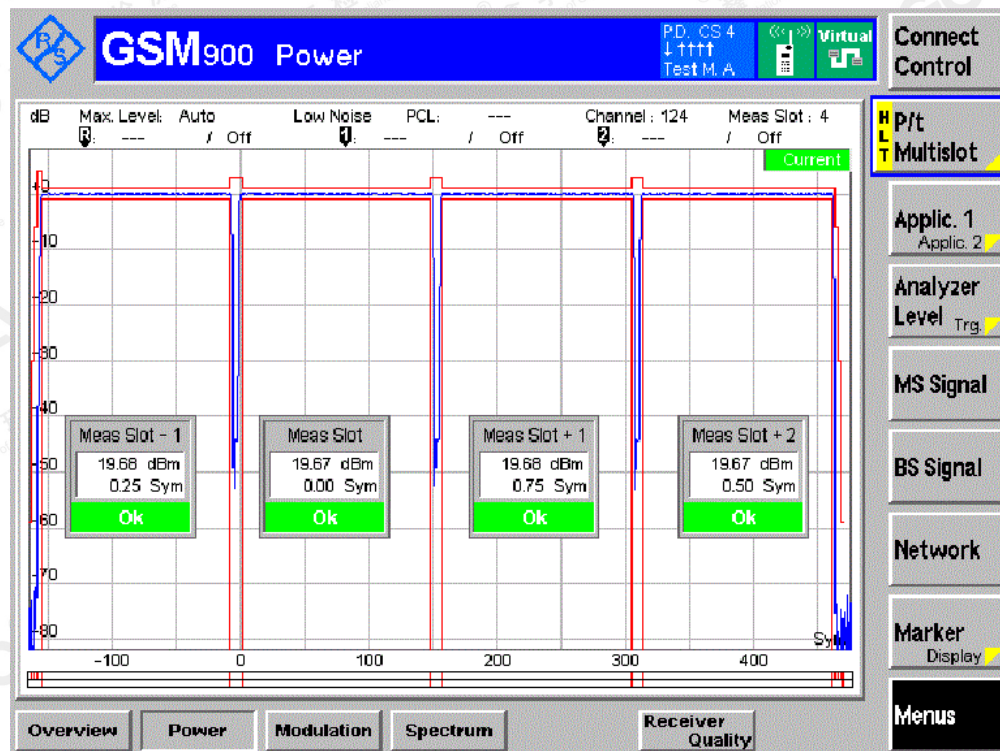 R/S
GSM900 Power
P.D. CS 4
↓ ↑↑↑↑
Test M. A
Virtual
Connect
Control
dB Max. Level: Auto Low Noise PCL: --- Channel : 124 Meas Slot : 4
R: --- / Off 1: --- / Off 2: --- / Off
Current
H
L
T
P/t
Multislot
Applic. 1
Applic. 2
Analyzer
Level Trg.
MS Signal
BS Signal
Network
Marker
Display
Menus
+0
-10
-20
-30
-40
-50
-60
-70
-80
Meas Slot - 1
19.68 dBm
0.25 Sym
Ok
Meas Slot
19.67 dBm
0.00 Sym
Ok
Meas Slot + 1
19.68 dBm
0.75 Sym
Ok
Meas Slot + 2
19.67 dBm
0.50 Sym
Ok
-100 0 100 200 300 400
Overview Power Modulation Spectrum Receiver
Quality